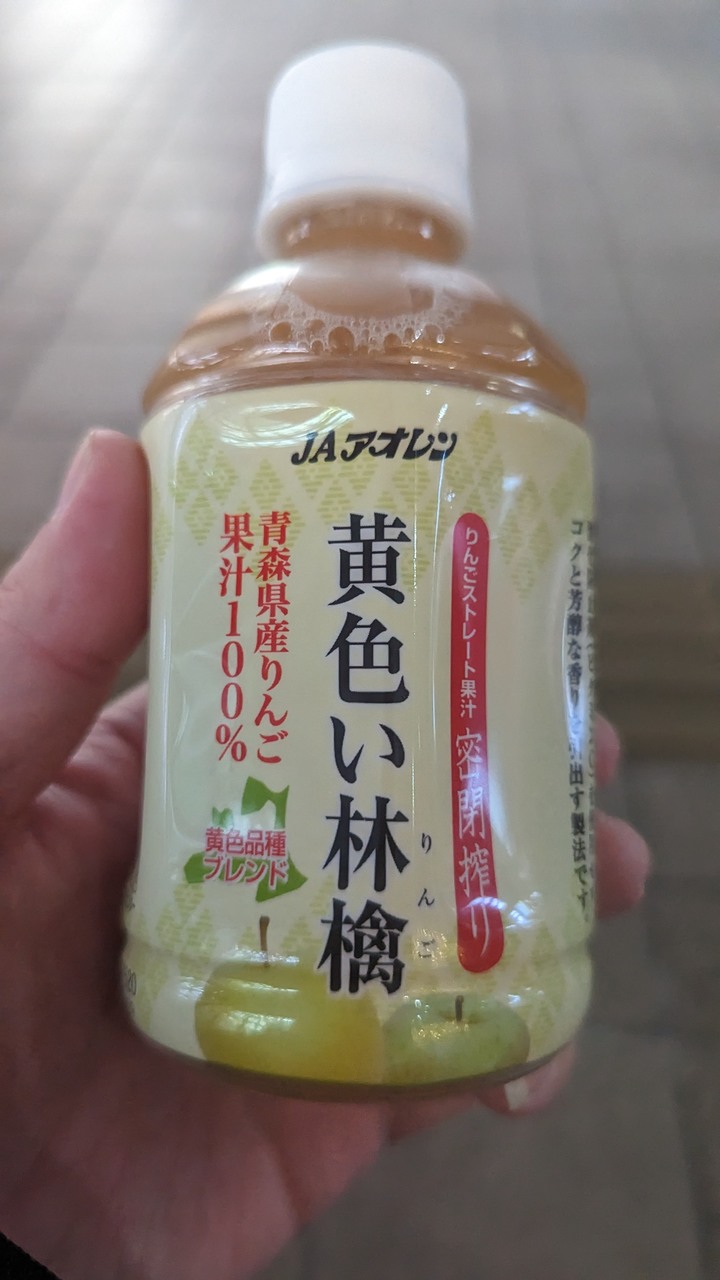 JAアオレン
りんごストレート果汁 密閉搾り
黄色い林檎
りんご
青森県産りんご
果汁100%
黄色品種
ブレンド
コクと芳醇な香りを引出す製法です。